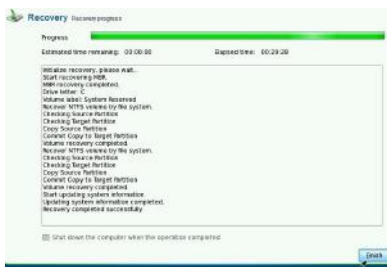 Recovery Recovery progress
Progress
Estimated time remaining: 00:00:00 Elapsed time: 00:29:28
Initialize recovery, please wait...
Start recovering MBR.
MBR recovery completed.
Drive letter: C
Volume label: System Reserved
Recover NTFS volume by file system.
Checking Source Partition
Checking Target Partition
Copy Source Partition
Commit Copy to Target Partition
Volume recovery completed.
Recover NTFS volume by file system.
Checking Source Partition
Checking Target Partition
Copy Source Partition
Commit Copy to Target Partition
Volume recovery completed.
Start updating system information.
Updating system information completed.
Recovery completed successfully.
Shut down the computer when the operation completed
Finish